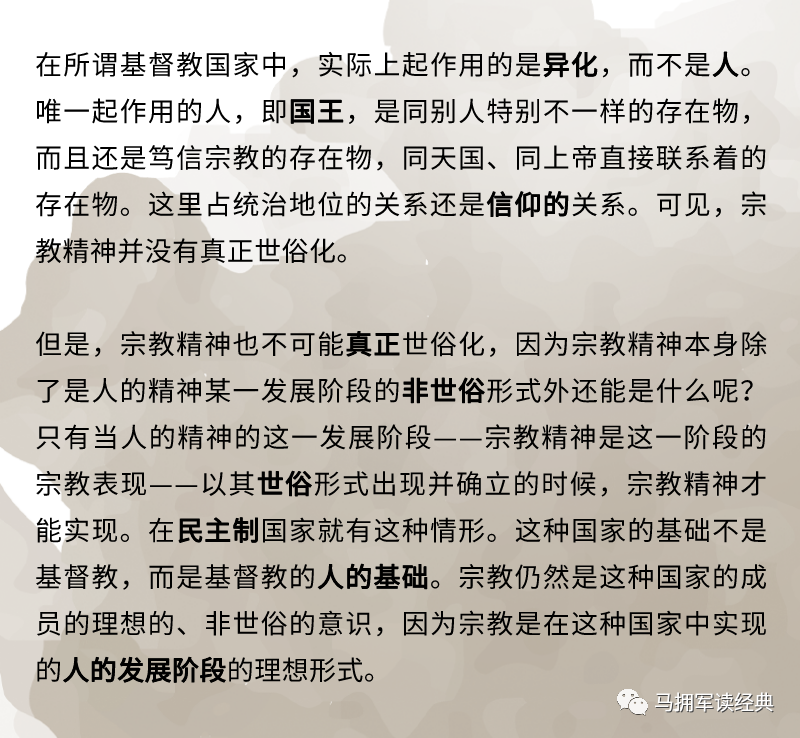 在所谓基督教国家中，实际上起作用的是异化，而不是人。
唯一起作用的人，即国王，是同别人特别不一样的存在物，
而且还是笃信宗教的存在物，同天国、同上帝直接联系着的
存在物。这里占统治地位的关系还是信仰的关系。可见，宗
教精神并没有真正世俗化。
但是，宗教精神也不可能真正世俗化，因为宗教精神本身除
了是人的精神某一发展阶段的非世俗形式外还能是什么呢？
只有当人的精神的这一发展阶段——宗教精神是这一阶段的
宗教表现——以其世俗形式出现并确立的时候，宗教精神才
能实现。在民主制国家就有这种情形。这种国家的基础不是
基督教，而是基督教的人的基础。宗教仍然是这种国家的成
员的理想的、非世俗的意识，因为宗教是在这种国家中实现
的人的发展阶段的理想形式。
马拥军读经典